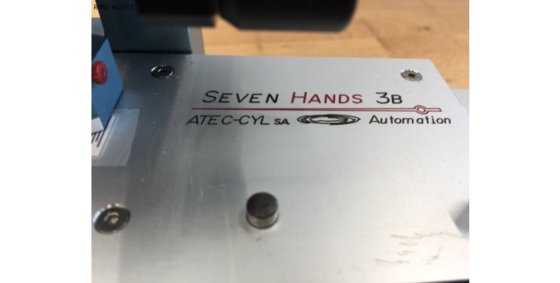 SEVEN HANDS 3B
ATEC-CYL SA Automation